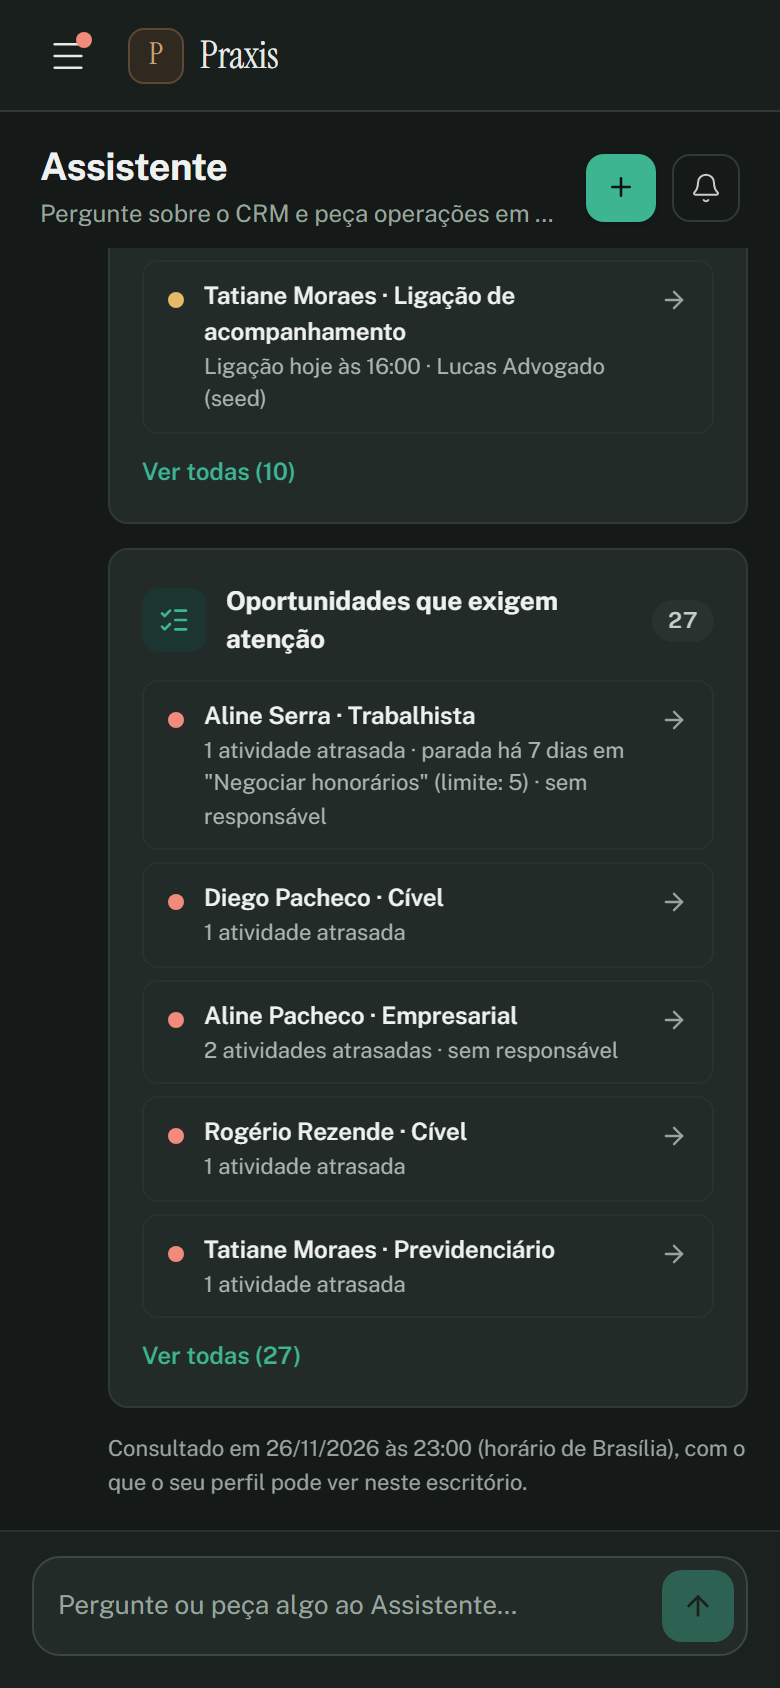 P
Praxis
Assistente
Pergunte sobre o CRM e peça operações em ...
Tatiane Moraes · Ligação de
acompanhamento
Ligação hoje às 16:00 · Lucas Advogado
(seed)
Ver todas (10)
Oportunidades que exigem
atenção
27
Aline Serra · Trabalhista
1 atividade atrasada · parada há 7 dias em
"Negociar honorários" (limite: 5) · sem
responsável
Diego Pacheco · Cível
1 atividade atrasada
Aline Pacheco · Empresarial
2 atividades atrasadas · sem responsável
Rogério Rezende · Cível
1 atividade atrasada
Tatiane Moraes · Previdenciário
1 atividade atrasada
Ver todas (27)
Consultado em 26/11/2026 às 23:00 (horário de Brasília), com o
que o seu perfil pode ver neste escritório.
Pergunte ou peça algo ao Assistente...